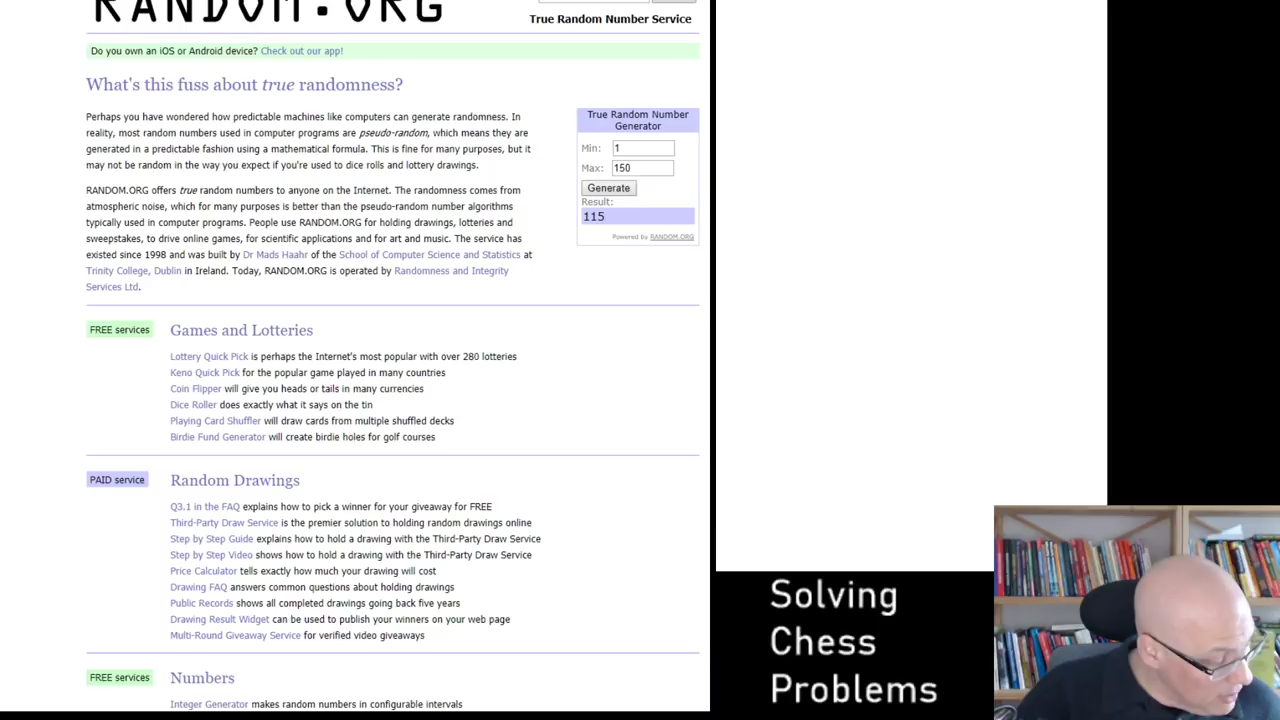 RANDOM.ORG
True Random Number Service
Do you own an iOS or Android device? Check out our app!
What's this fuss about true randomness?
Perhaps you have wondered how predictable machines like computers can generate randomness. In
reality, most random numbers used in computer programs are pseudo-random, which means they are
generated in a predictable fashion using a mathematical formula. This is fine for many purposes, but it
may not be random in the way you expect if you're used to dice rolls and lottery drawings.
RANDOM.ORG offers true random numbers to anyone on the Internet. The randomness comes from
atmospheric noise, which for many purposes is better than the pseudo-random number algorithms
typically used in computer programs. People use RANDOM.ORG for holding drawings, lotteries and
sweepstakes, to drive online games, for scientific applications and for art and music. The service has
existed since 1998 and was built by Dr Mads Haahr of the School of Computer Science and Statistics at
Trinity College, Dublin in Ireland. Today, RANDOM.ORG is operated by Randomness and Integrity
Services Ltd.
True Random Number
Generator
Min: 1
Max: 150
Generate
Result:
115
Powered by RANDOM.ORG
FREE services
Games and Lotteries
Lottery Quick Pick is perhaps the Internet's most popular with over 280 lotteries
Keno Quick Pick for the popular game played in many countries
Coin Flipper will give you heads or tails in many currencies
Dice Roller does exactly what it says on the tin
Playing Card Shuffler will draw cards from multiple shuffled decks
Birdie Fund Generator will create birdie holes for golf courses
PAID service
Random Drawings
Q3.1 in the FAQ explains how to pick a winner for your giveaway for FREE
Third-Party Draw Service is the premier solution to holding random drawings online
Step by Step Guide explains how to hold a drawing with the Third-Party Draw Service
Step by Step Video shows how to hold a drawing with the Third-Party Draw Service
Price Calculator tells exactly how much your drawing will cost
Drawing FAQ answers common questions about holding drawings
Public Records shows all completed drawings going back five years
Drawing Result Widget can be used to publish your winners on your web page
Multi-Round Giveaway Service for verified video giveaways
FREE services
Numbers
Integer Generator makes random numbers in configurable intervals
Solving
Chess
Problems